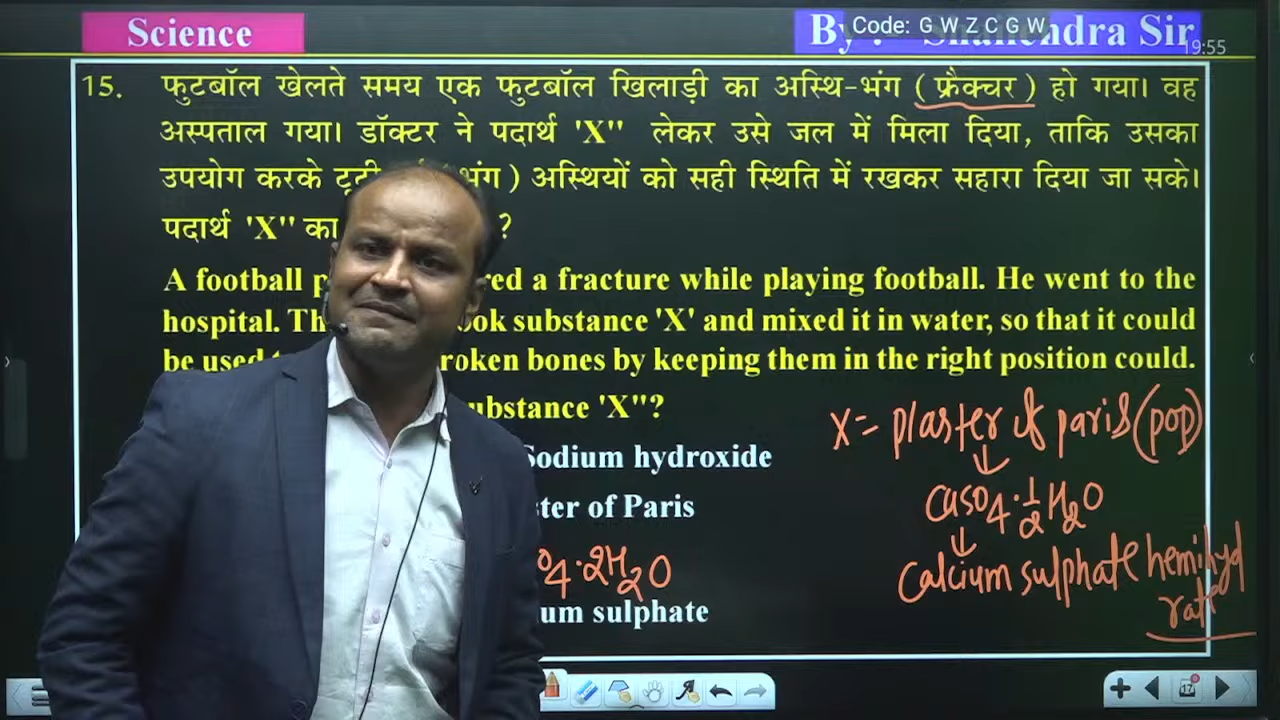 Science
By : Shailendra Sir
Code: G W Z C G W
19:55
15. फुटबॉल खेलते समय एक फुटबॉल खिलाड़ी का अस्थि-भंग ( फ्रैक्चर ) हो गया। वह
अस्पताल गया। डॉक्टर ने पदार्थ 'X'' लेकर उसे जल में मिला दिया, ताकि उसका
उपयोग करके टूटी भंग ) अस्थियों को सही स्थिति में रखकर सहारा दिया जा सके।
पदार्थ 'X'' का ?
A football red a fracture while playing football. He went to the
hospital. ook substance 'X' and mixed it in water, so that it could
be used roken bones by keeping them in the right position could.
ubstance 'X''?
X = plaster of paris (POP)
Sodium hydroxide
↓
ster of Paris
CaSO4·1/2H2O
↓
O4·2H2O
Calcium sulphate hemihyd
rate
um sulphate
17